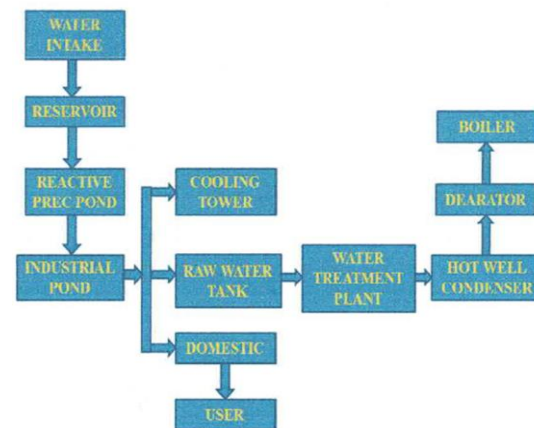 WATER
INTAKE
RESERVOIR
REACTIVE
PREC POND
INDUSTRIAL
POND
COOLING
TOWER
RAW WATER
TANK
DOMESTIC
USER
WATER
TREATMENT
PLANT
HOT WELL
CONDENSER
DEARATOR
BOILER